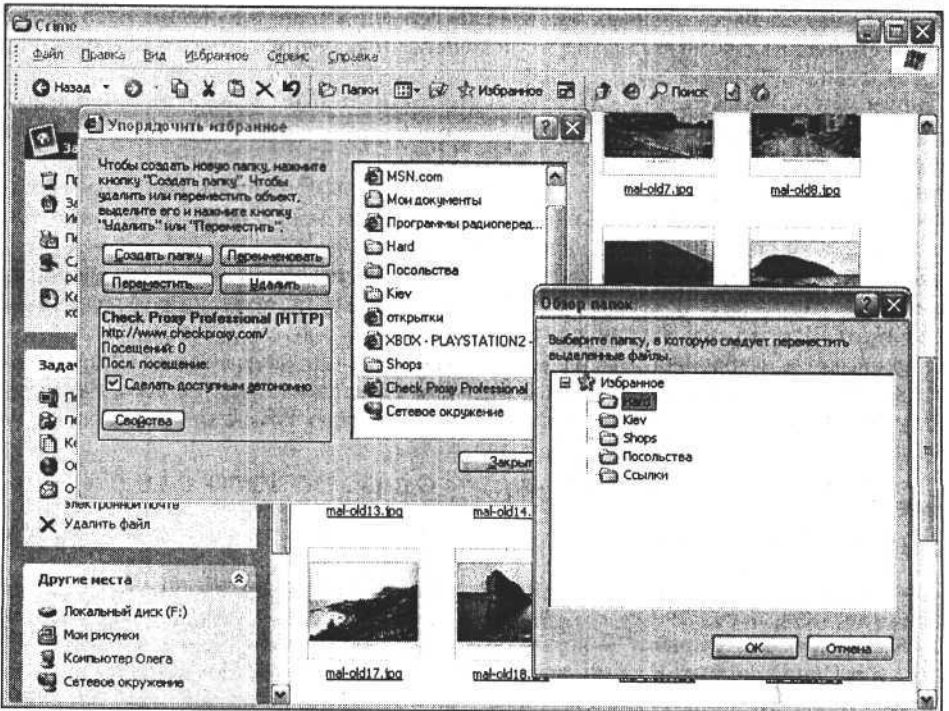 Crime
Файл Правка Вид Избранное Сервис Справка
Назад Папки Избранное Поиск
Упорядочить избранное
Чтобы создать новую папку, нажмите
кнопку "Создать папку". Чтобы
удалить или переместить объект,
выделите его и нажмите кнопку
"Удалить" или "Переместить".
Создать папку Переименовать
Переместить... Удалить
Check Proxy Professional (HTTP)
http://www.checkproxy.com/
Посещений: 0
Посл. посещение:
Сделать доступным автономно
Свойства
MSN.com
Мои документы
Программы радиоперед...
Hard
Посольства
Kiev
открытки
XBOX - PLAYSTATION2 -
Shops
Check Proxy Professional
Сетевое окружение
Закрыт
mal-old7.jpg mal-old8.jpg
Обзор папок
Выберите папку, в которую следует переместить
выделенные файлы.
Избранное
Hard
Kiev
Shops
Посольства
Ссылки
OK Отмена
Задач
электронной почте
Удалить файл
mal-old13.jpg mal-old14.
Другие места
Локальный диск (F:)
Мои рисунки
Компьютер Олега
Сетевое окружение
mal-old17.jpg mal-old18.